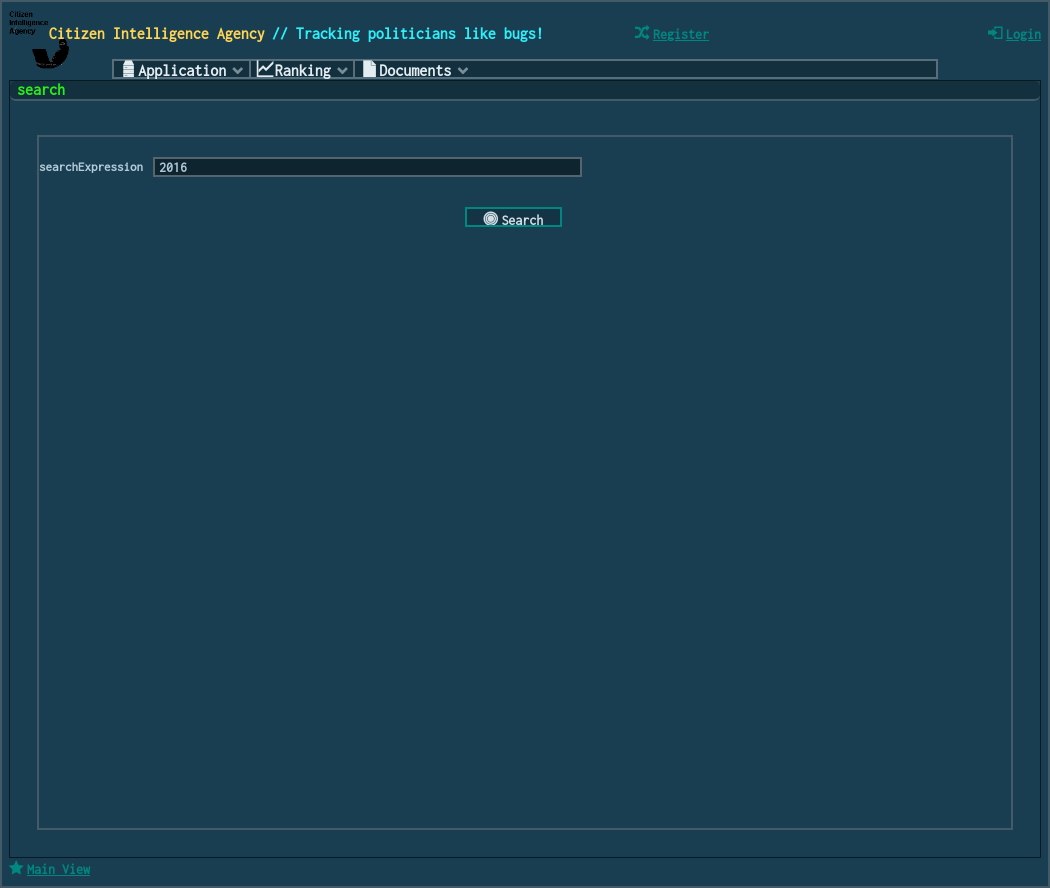 Citizen
Intelligence
Agency
Citizen Intelligence Agency // Tracking politicians like bugs!
Register
Login
Application
Ranking
Documents
search
searchExpression
2016
Search
Main View